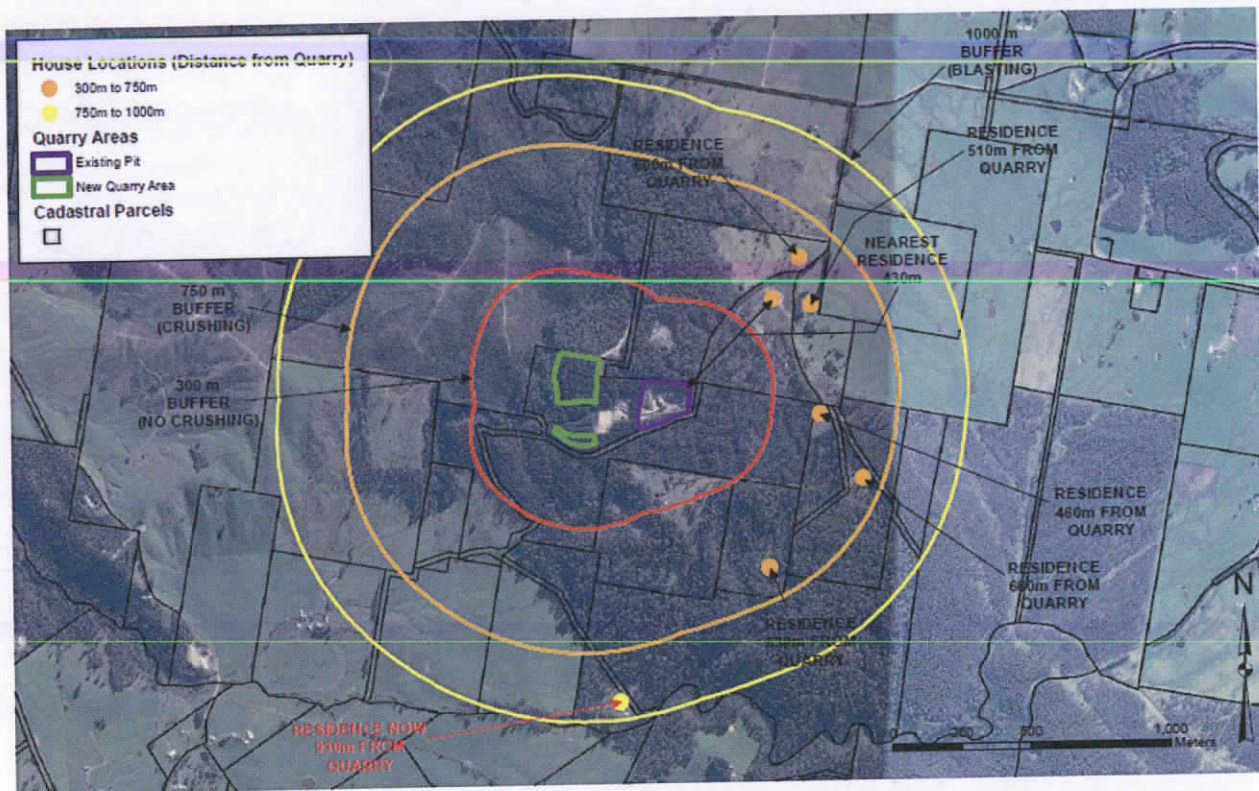 House Locations (Distance from Quarry)
300m to 750m
750m to 1000m
Quarry Areas
Existing Pit
New Quarry Area
Cadastral Parcels
1000 m
BUFFER
(BLASTING)
RESIDENCE
FROM
QUARRY
RESIDENCE
510m FROM
QUARRY
NEAREST
RESIDENCE
430m
750 m
BUFFER
(CRUSHING)
300 m
BUFFER
(NO CRUSHING)
RESIDENCE
460m FROM
QUARRY
RESIDENCE
FROM
QUARRY
RESIDENCE
FROM
QUARRY
RESIDENCE NOW
930m FROM
QUARRY
N
0
250
500
1,000
Meters